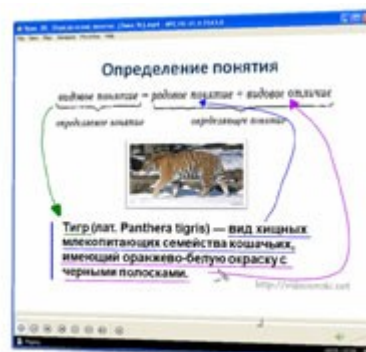 Определение понятия
видовое понятие = родовое понятие + видовое отличие
определяемое понятие определяющее понятие
Тигр (лат. Panthera tigris) — вид хищных
млекопитающих семейства кошачьих,
имеющий оранжево-белую окраску с
черными полосками.